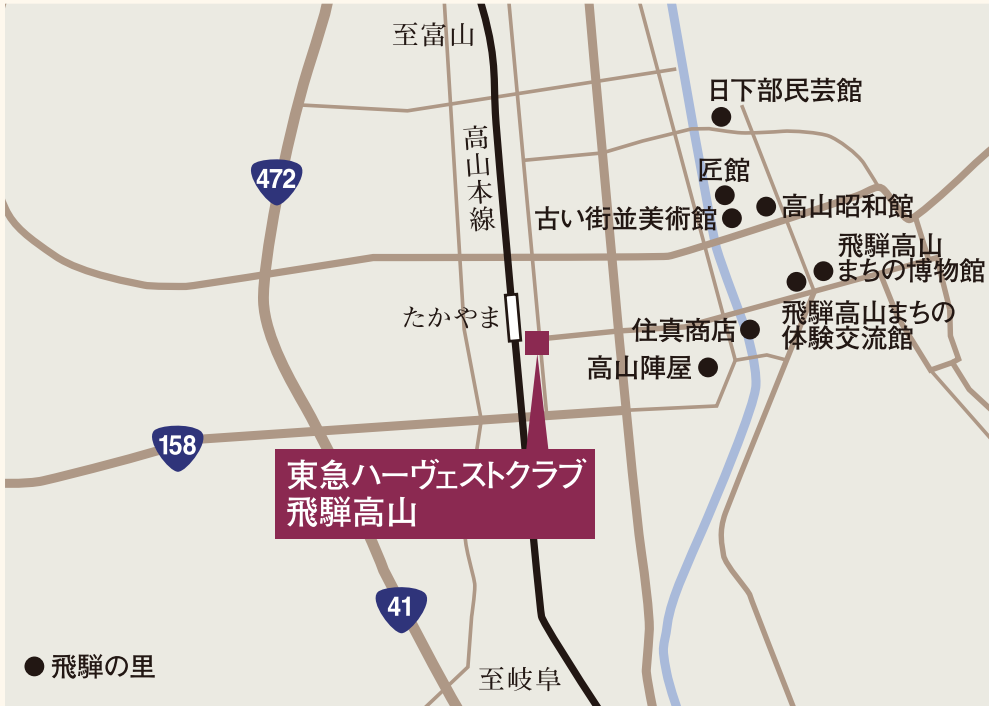 至富山
日下部民芸館
高山本線
匠館
472
高山昭和館
古い街並美術館
飛騨高山
まちの博物館
たかやま
飛騨高山まちの
体験交流館
住真商店
高山陣屋
158
東急ハーヴェストクラブ
飛騨高山
41
飛騨の里
至岐阜